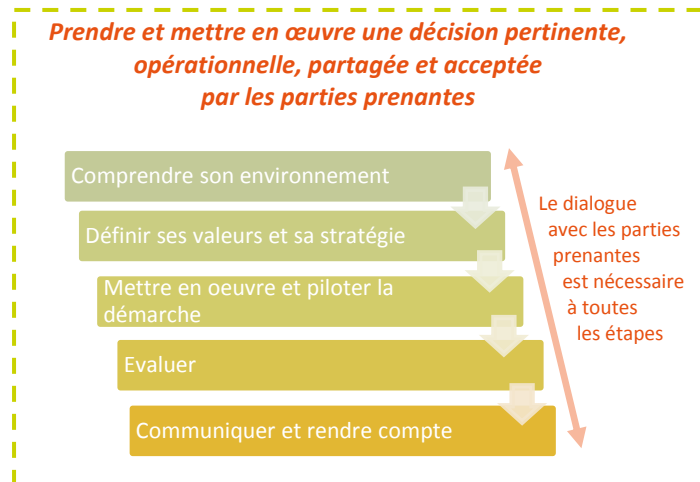 Prendre et mettre en œuvre une décision pertinente,
opérationnelle, partagée et acceptée
par les parties prenantes
Comprendre son environnement
Définir ses valeurs et sa stratégie
Mettre en oeuvre et piloter la
démarche
Evaluer
Communiquer et rendre compte
Le dialogue
avec les parties
prenantes
est nécessaire
à toutes
les étapes